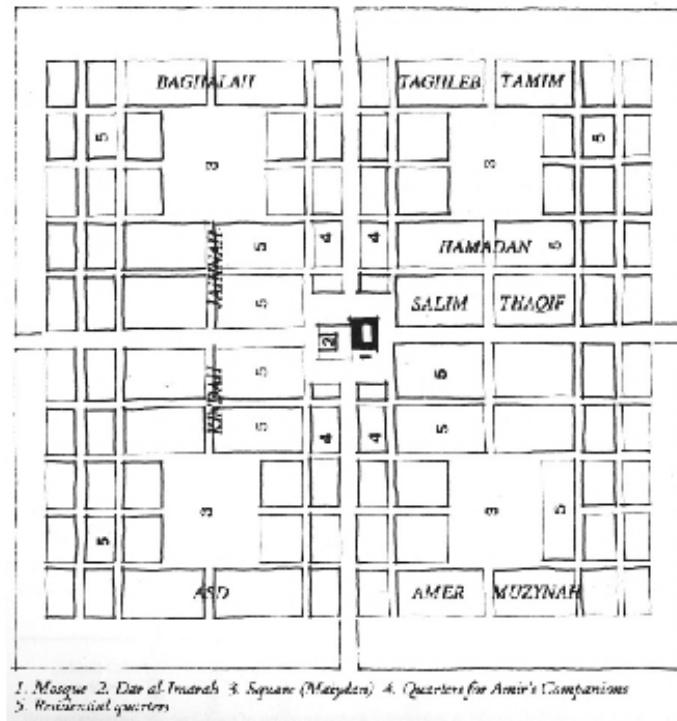 BAGHALAH TAGHLEB TAMIM
5 5
3 3
5 4 4 HAMADAN 5
JAHINAH
5 SALIM THAQIF
2 1
5 5
KINDAH
5 4 4 5
3 3 5
5
ASD AMER MUZYNAH
1. Mosque 2. Dar al-Imarah 3. Square (Maiydan) 4. Quarters for Amir's Companions
5. Residential quarters